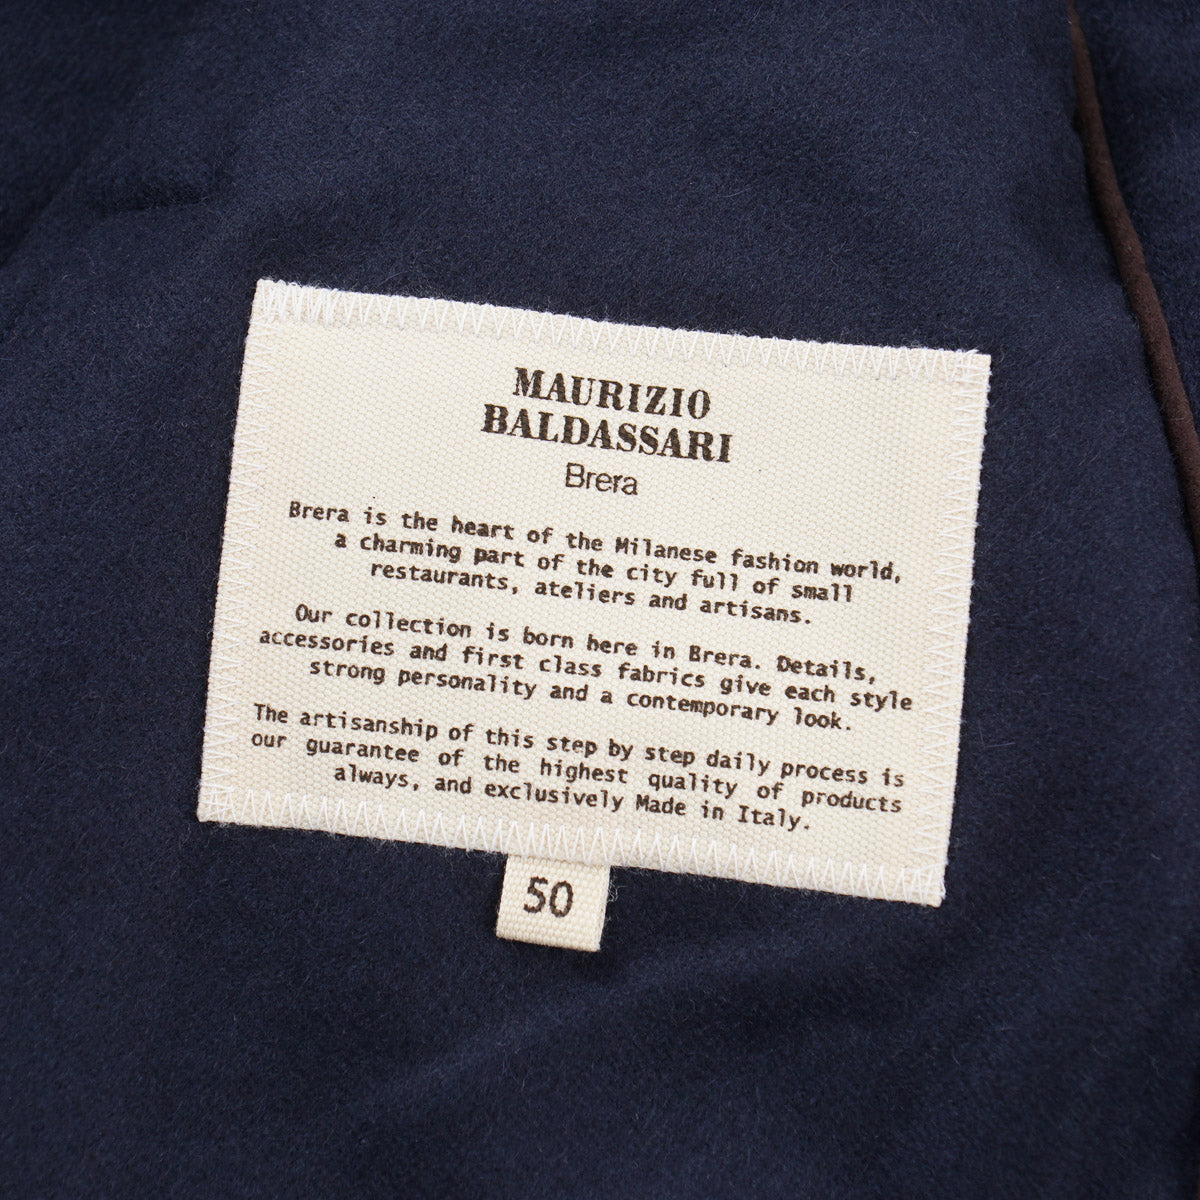 MAURIZIO
BALDASSARI
Brera
Brera is the heart of the Milanese fashion world,
a charming part of the city full of small
restaurants, ateliers and artisans.
Our collection is born here in Brera. Details,
accessories and first class fabrics give each style
strong personality and a contemporary look.
The artisanship of this step by step daily process is
our guarantee of the highest quality of products
always, and exclusively Made in Italy.
50